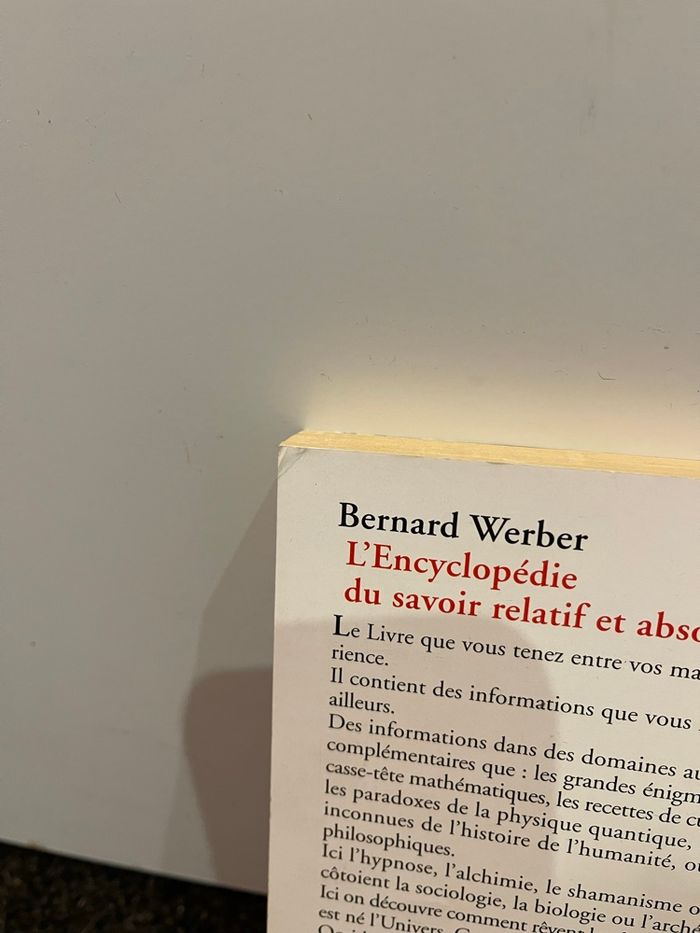 Bernard Werber
L'Encyclopédie
du savoir relatif et abso
Le Livre que vous tenez entre vos ma
rience.
Il contient des informations que vous
ailleurs.
Des informations dans des domaines au
complémentaires que : les grandes énigm
casse-tête mathématiques, les recettes de cu
les paradoxes de la physique quantique,
inconnues de l'histoire de l'humanité, ou
philosophiques.
Ici l'hypnose, l'alchimie, le shamanisme o
côtoient la sociologie, la biologie ou l'arché
Ici on découvre comment rêvent
est né l'Univers.